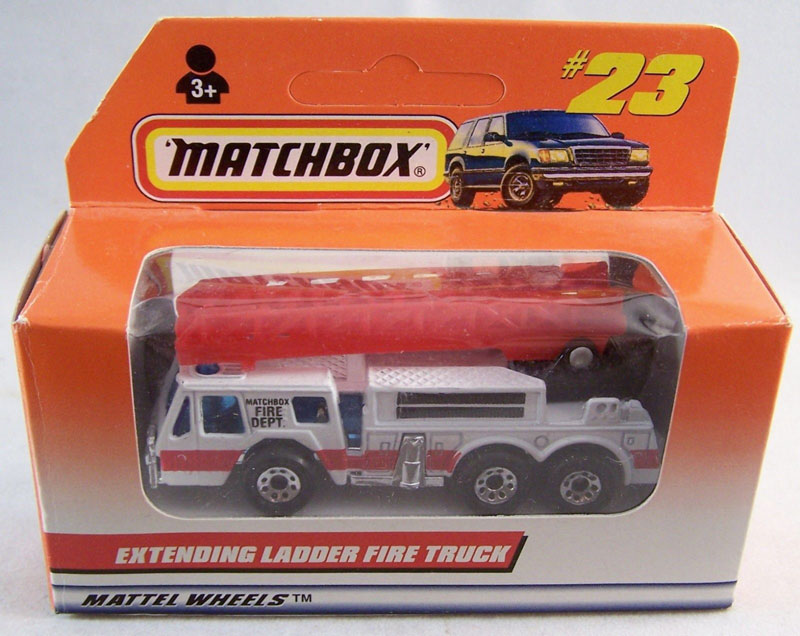 #23
3+
'MATCHBOX'®
MATCHBOX
FIRE
DEPT.
EXTENDING LADDER FIRE TRUCK
MATTEL WHEELS™